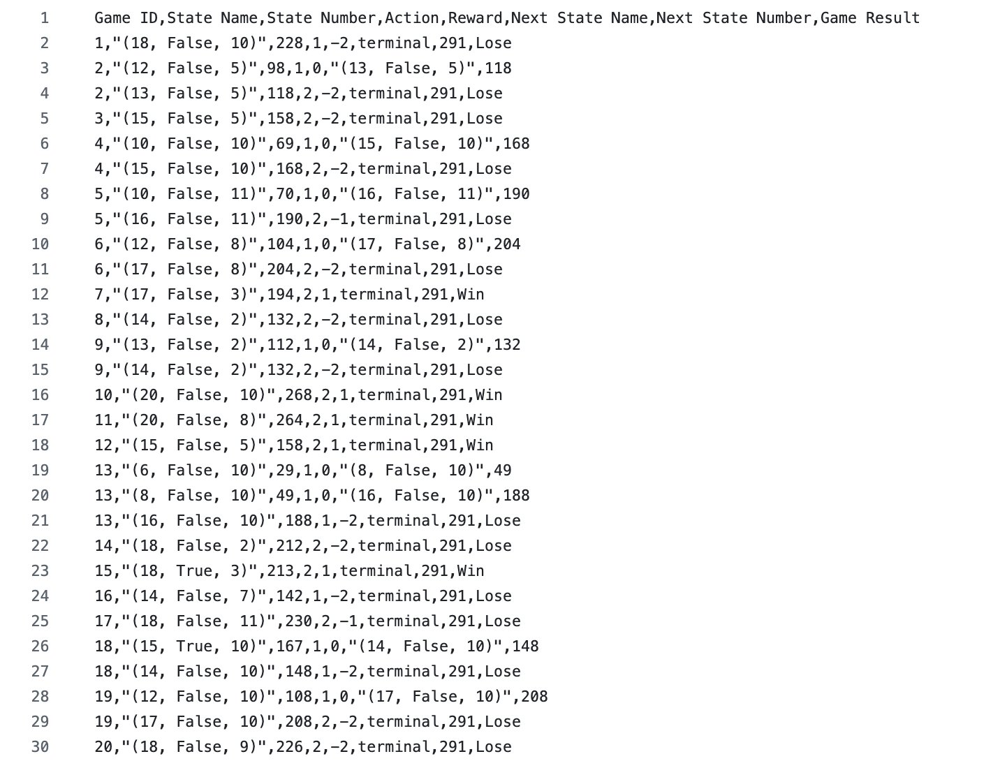 1 Game ID,State Name,State Number,Action,Reward,Next State Name,Next State Number,Game Result
2 1,"(18, False, 10)",228,1,-2,terminal,291,Lose
3 2,"(12, False, 5)",98,1,0,"(13, False, 5)",118
4 2,"(13, False, 5)",118,2,-2,terminal,291,Lose
5 3,"(15, False, 5)",158,2,-2,terminal,291,Lose
6 4,"(10, False, 10)",69,1,0,"(15, False, 10)",168
7 4,"(15, False, 10)",168,2,-2,terminal,291,Lose
8 5,"(10, False, 11)",70,1,0,"(16, False, 11)",190
9 5,"(16, False, 11)",190,2,-1,terminal,291,Lose
10 6,"(12, False, 8)",104,1,0,"(17, False, 8)",204
11 6,"(17, False, 8)",204,2,-2,terminal,291,Lose
12 7,"(17, False, 3)",194,2,1,terminal,291,Win
13 8,"(14, False, 2)",132,2,-2,terminal,291,Lose
14 9,"(13, False, 2)",112,1,0,"(14, False, 2)",132
15 9,"(14, False, 2)",132,2,-2,terminal,291,Lose
16 10,"(20, False, 10)",268,2,1,terminal,291,Win
17 11,"(20, False, 8)",264,2,1,terminal,291,Win
18 12,"(15, False, 5)",158,2,1,terminal,291,Win
19 13,"(6, False, 10)",29,1,0,"(8, False, 10)",49
20 13,"(8, False, 10)",49,1,0,"(16, False, 10)",188
21 13,"(16, False, 10)",188,1,-2,terminal,291,Lose
22 14,"(18, False, 2)",212,2,-2,terminal,291,Lose
23 15,"(18, True, 3)",213,2,1,terminal,291,Win
24 16,"(14, False, 7)",142,1,-2,terminal,291,Lose
25 17,"(18, False, 11)",230,2,-1,terminal,291,Lose
26 18,"(15, True, 10)",167,1,0,"(14, False, 10)",148
27 18,"(14, False, 10)",148,1,-2,terminal,291,Lose
28 19,"(12, False, 10)",108,1,0,"(17, False, 10)",208
29 19,"(17, False, 10)",208,2,-2,terminal,291,Lose
30 20,"(18, False, 9)",226,2,-2,terminal,291,Lose